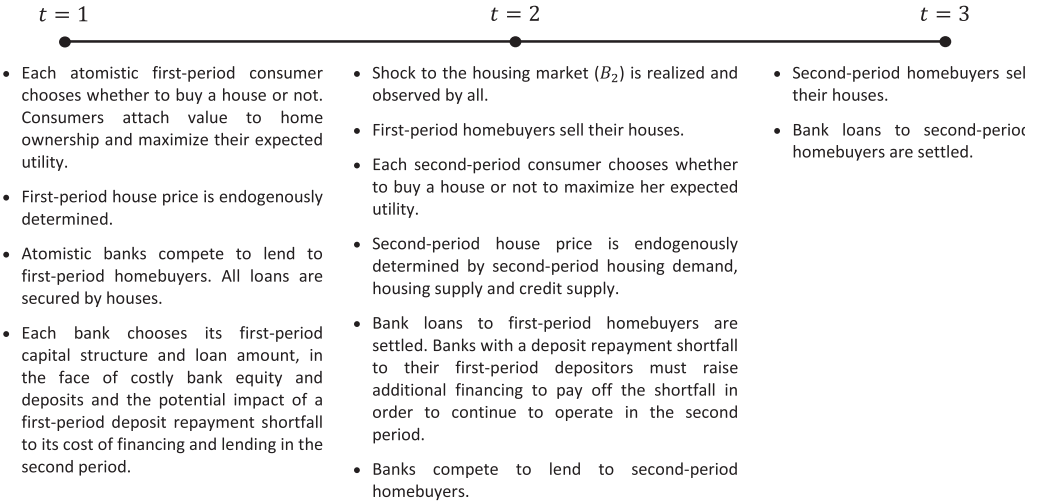 t = 1
t = 2
t = 3
• Each atomistic first-period consumer
chooses whether to buy a house or not.
Consumers attach value to home
ownership and maximize their expected
utility.
• First-period house price is endogenously
determined.
• Atomistic banks compete to lend to
first-period homebuyers. All loans are
secured by houses.
• Each bank chooses its first-period
capital structure and loan amount, in
the face of costly bank equity and
deposits and the potential impact of a
first-period deposit repayment shortfall
to its cost of financing and lending in the
second period.
• Shock to the housing market (B₂) is realized and
observed by all.
• First-period homebuyers sell their houses.
• Each second-period consumer chooses whether
to buy a house or not to maximize her expected
utility.
• Second-period house price is endogenously
determined by second-period housing demand,
housing supply and credit supply.
• Bank loans to first-period homebuyers are
settled. Banks with a deposit repayment shortfall
to their first-period depositors must raise
additional financing to pay off the shortfall in
order to continue to operate in the second
period.
• Banks compete to lend to second-period
homebuyers.
• Second-period homebuyers sel
their houses.
• Bank loans to second-period
homebuyers are settled.